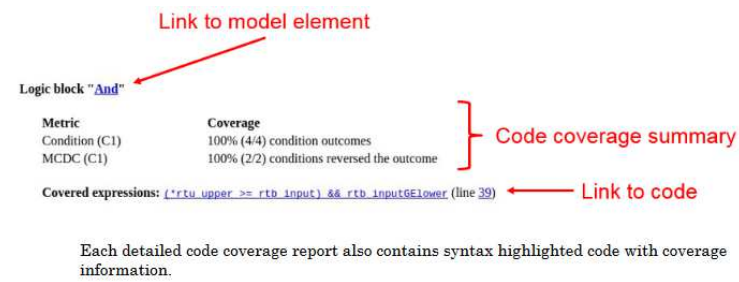 Link to model element
Logic block "And"
Metric Coverage
Condition (C1) 100% (4/4) condition outcomes
MCDC (C1) 100% (2/2) conditions reversed the outcome
Code coverage summary
Covered expressions: (*rtu_upper >= rtb_input) && rtb_inputGElower (line 39)
Link to code
Each detailed code coverage report also contains syntax highlighted code with coverage
information.